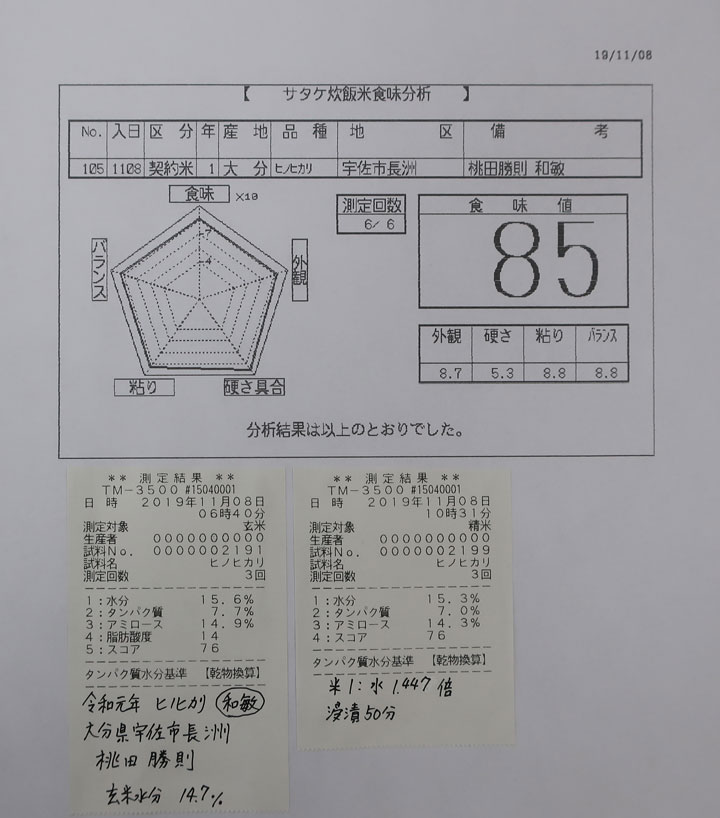 19/11/08
【 サタケ炊飯米食味分析 】
No. 入日 区分 年 産地 品種 地区 備考
105 1108 契約米 1 大分 ヒノヒカリ 宇佐市長洲 桃田勝則 和敏
食味 ×10
7
4
バランス
外観
粘り
硬さ具合
測定回数
6/ 6
食味値
85
外観 硬さ 粘り バランス
8.7 5.3 8.8 8.8
分析結果は以上のとおりでした。
** 測定結果 **
TM-3500 #15040001
日 時 2019年11月08日
06時40分
測定対象 玄米
生産者 0000000000
試料No. 0000002191
試料名 ヒノヒカリ
測定回数 3回
1:水分 15.6%
2:タンパク質 7.7%
3:アミロース 14.9%
4:脂肪酸度 14
5:スコア 76
タンパク質水分基準 【乾物換算】
令和元年 ヒノヒカリ 和敏
大分県宇佐市長洲
桃田 勝則
玄米水分 14.7%
** 測定結果 **
TM-3500 #15040001
日 時 2019年11月08日
10時31分
測定対象 精米
生産者 0000000000
試料No. 0000002199
試料名 ヒノヒカリ
測定回数 3回
1:水分 15.3%
2:タンパク質 7.0%
3:アミロース 14.3%
4:スコア 76
タンパク質水分基準 【乾物換算】
米1:水 1.447 倍
浸漬50分